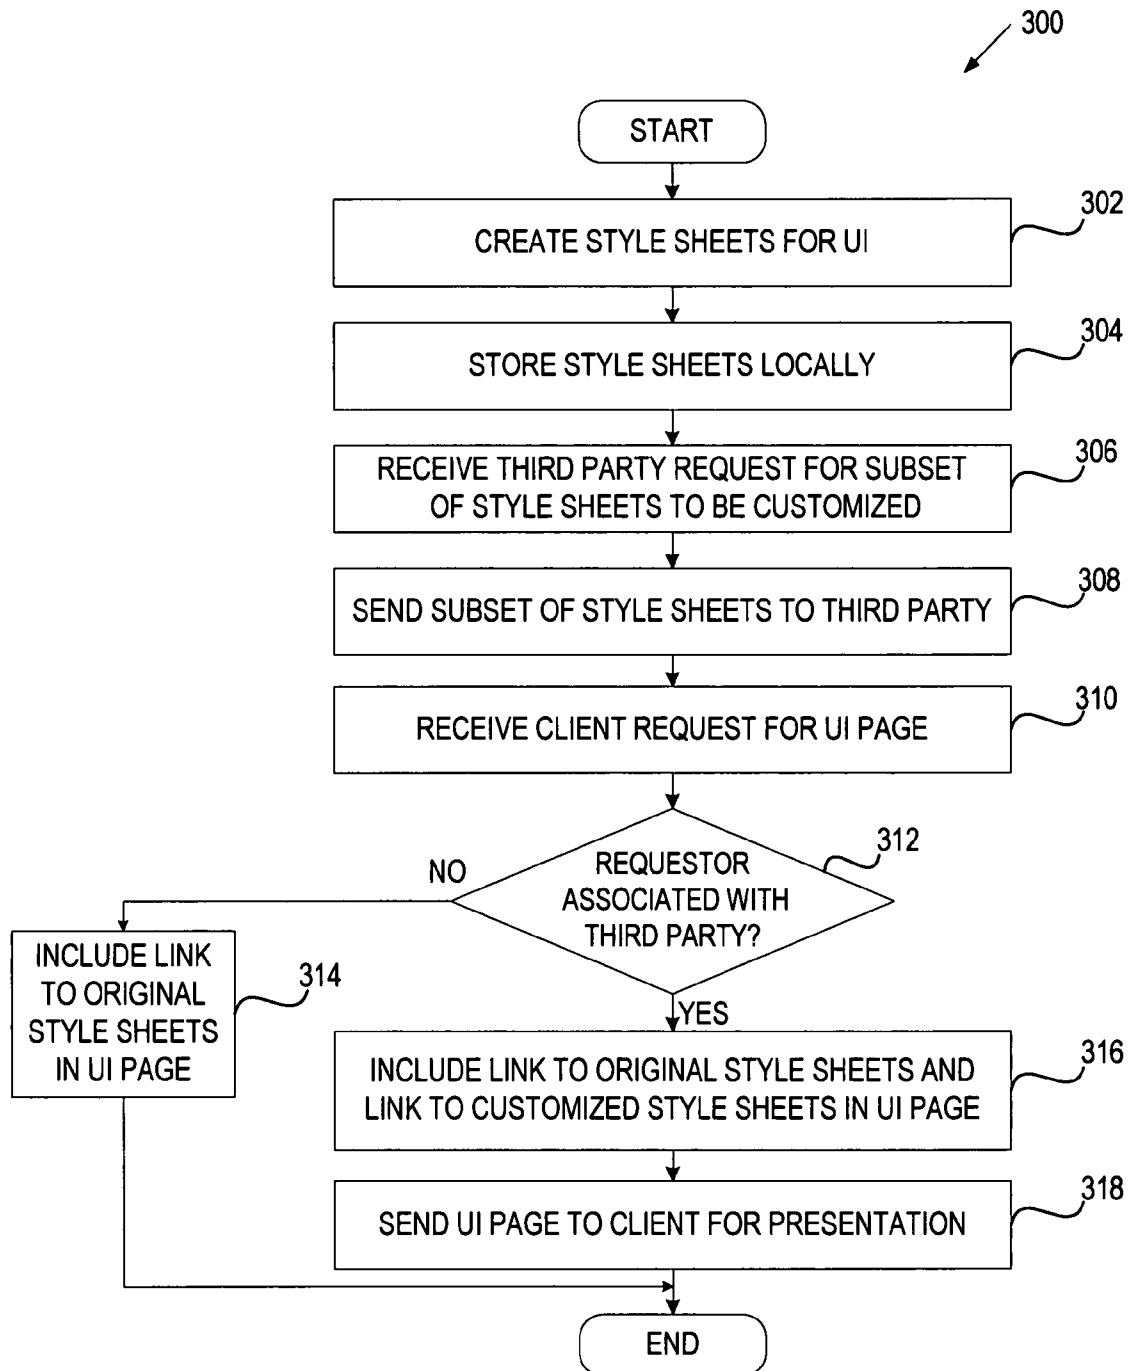 300
START
302
CREATE STYLE SHEETS FOR UI
304
STORE STYLE SHEETS LOCALLY
306
RECEIVE THIRD PARTY REQUEST FOR SUBSET
OF STYLE SHEETS TO BE CUSTOMIZED
308
SEND SUBSET OF STYLE SHEETS TO THIRD PARTY
310
RECEIVE CLIENT REQUEST FOR UI PAGE
312
REQUESTOR
ASSOCIATED WITH
THIRD PARTY?
NO
INCLUDE LINK
TO ORIGINAL
STYLE SHEETS
IN UI PAGE
314
YES
316
INCLUDE LINK TO ORIGINAL STYLE SHEETS AND
LINK TO CUSTOMIZED STYLE SHEETS IN UI PAGE
318
SEND UI PAGE TO CLIENT FOR PRESENTATION
END